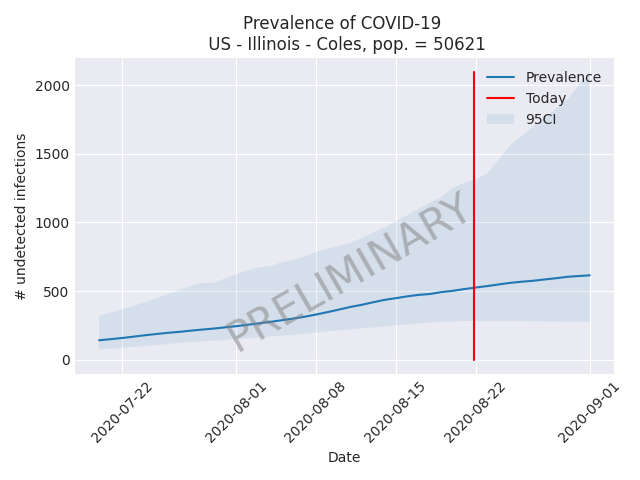 Prevalence of COVID-19
US - Illinois - Coles, pop. = 50621
# undetected infections
2000
1500
1000
500
0
Prevalence
Today
95CI
PRELIMINARY
2020-07-22
2020-08-01
2020-08-08
2020-08-15
2020-08-22
2020-09-01
Date